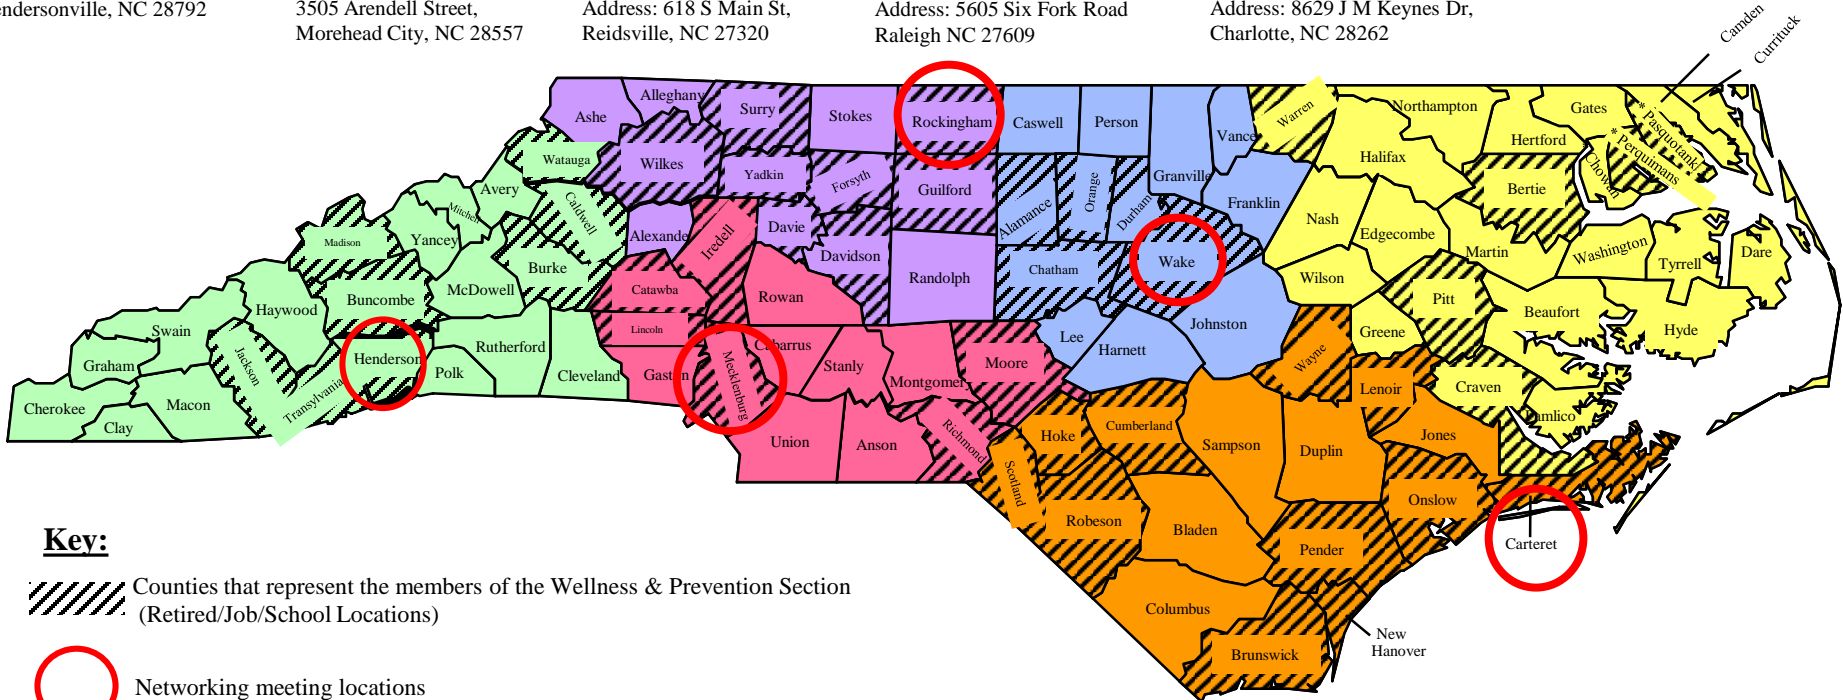 endersonville, NC 28792
3505 Arendell Street,
Morehead City, NC 28557
Address: 618 S Main St,
Reidsville, NC 27320
Address: 5605 Six Fork Road
Raleigh NC 27609
Address: 8629 J M Keynes Dr,
Charlotte, NC 28262
Camden
Currituck
Ashe
Alleghany
Surry
Stokes
Rockingham
Caswell
Person
Vance
Warren
Northampton
Gates
* Pasquotank
Hertford
* Perquimans
Chowan
Watauga
Wilkes
Yadkin
Forsyth
Guilford
Alamance
Orange
Durham
Granville
Franklin
Halifax
Bertie
Avery
Mitchell
Caldwell
Alexande
Iredell
Davie
Davidson
Randolph
Chatham
Wake
Nash
Edgecombe
Martin
Washington
Tyrrell
Dare
Madison
Yancey
Burke
McDowell
Buncombe
Catawba
Rowan
Wilson
Pitt
Beaufort
Hyde
Haywood
Swain
Graham
Jackson
Henderson
Rutherford
Lincoln
Cabarrus
Stanly
Montgomery
Moore
Lee
Harnett
Johnston
Wayne
Greene
Lenoir
Craven
Pamlico
Cherokee
Clay
Macon
Transylvania
Polk
Cleveland
Gaston
Mecklenburg
Union
Anson
Richmond
Scotland
Hoke
Cumberland
Sampson
Duplin
Jones
Onslow
Carteret
Robeson
Bladen
Pender
Columbus
Brunswick
New
Hanover
Key:
Counties that represent the members of the Wellness & Prevention Section
(Retired/Job/School Locations)
Networking meeting locations